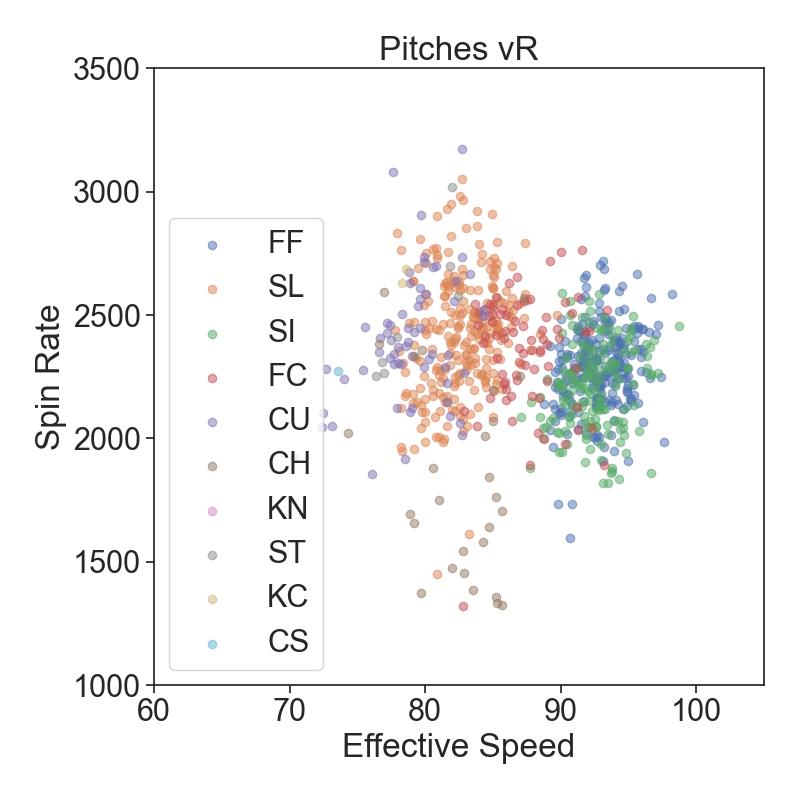 Pitches vR
3500
3000
2500
2000
1500
1000
Spin Rate
FF
SL
SI
FC
CU
CH
KN
ST
KC
CS
60 70 80 90 100
Effective Speed